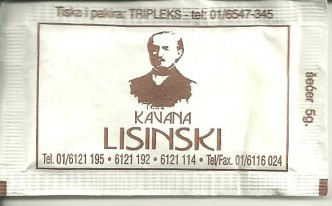 Tiska i pakira: TRIPLEKS - tel: 01/6547-345
KAVANA
LISINSKI
Tel. 01/6121 195 • 6121 192 • 6121 114 • Tel/Fax. 01/6116 024
šećer 5g.